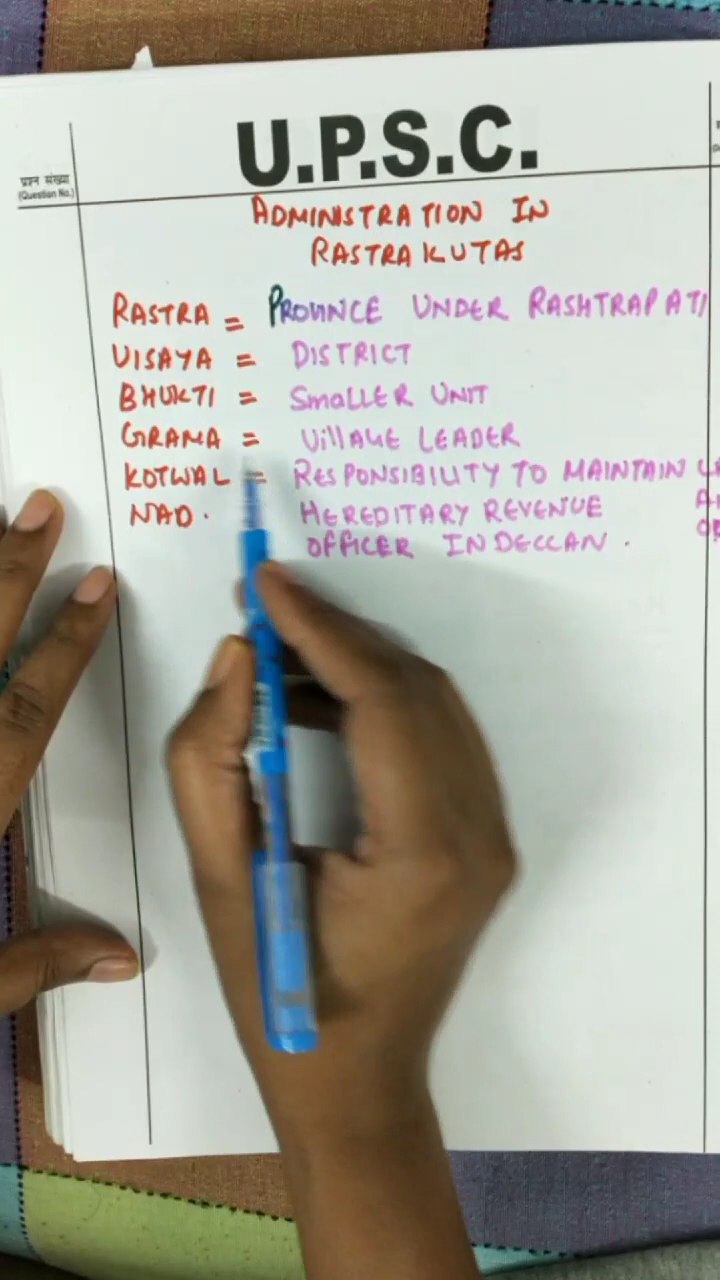 U.P.S.C.
प्रश्न संख्या
(Question No.)
ADMINISTRATION IN
RASTRAKUTAS
RASTRA = PROVINCE UNDER RASHTRAPATI
VISAYA = DISTRICT
BHUKTI = SMALLER UNIT
GRAMA = VILLAGE LEADER
KOTWAL = RESPONSIBILITY TO MAINTAIN
NAD. HEREDITARY REVENUE
OFFICER IN DECCAN.